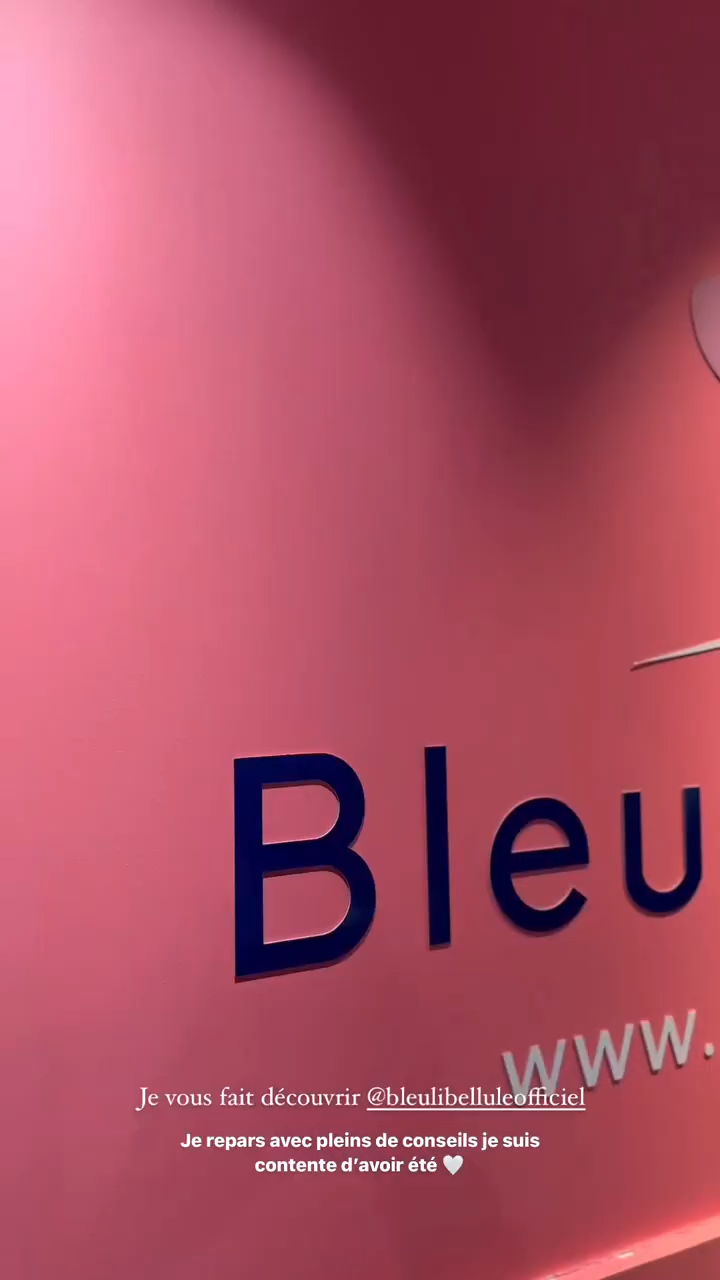 Bleu
www.
Je vous fait découvrir @bleulibelluleofficiel
Je repars avec pleins de conseils je suis
contente d’avoir été 🤍